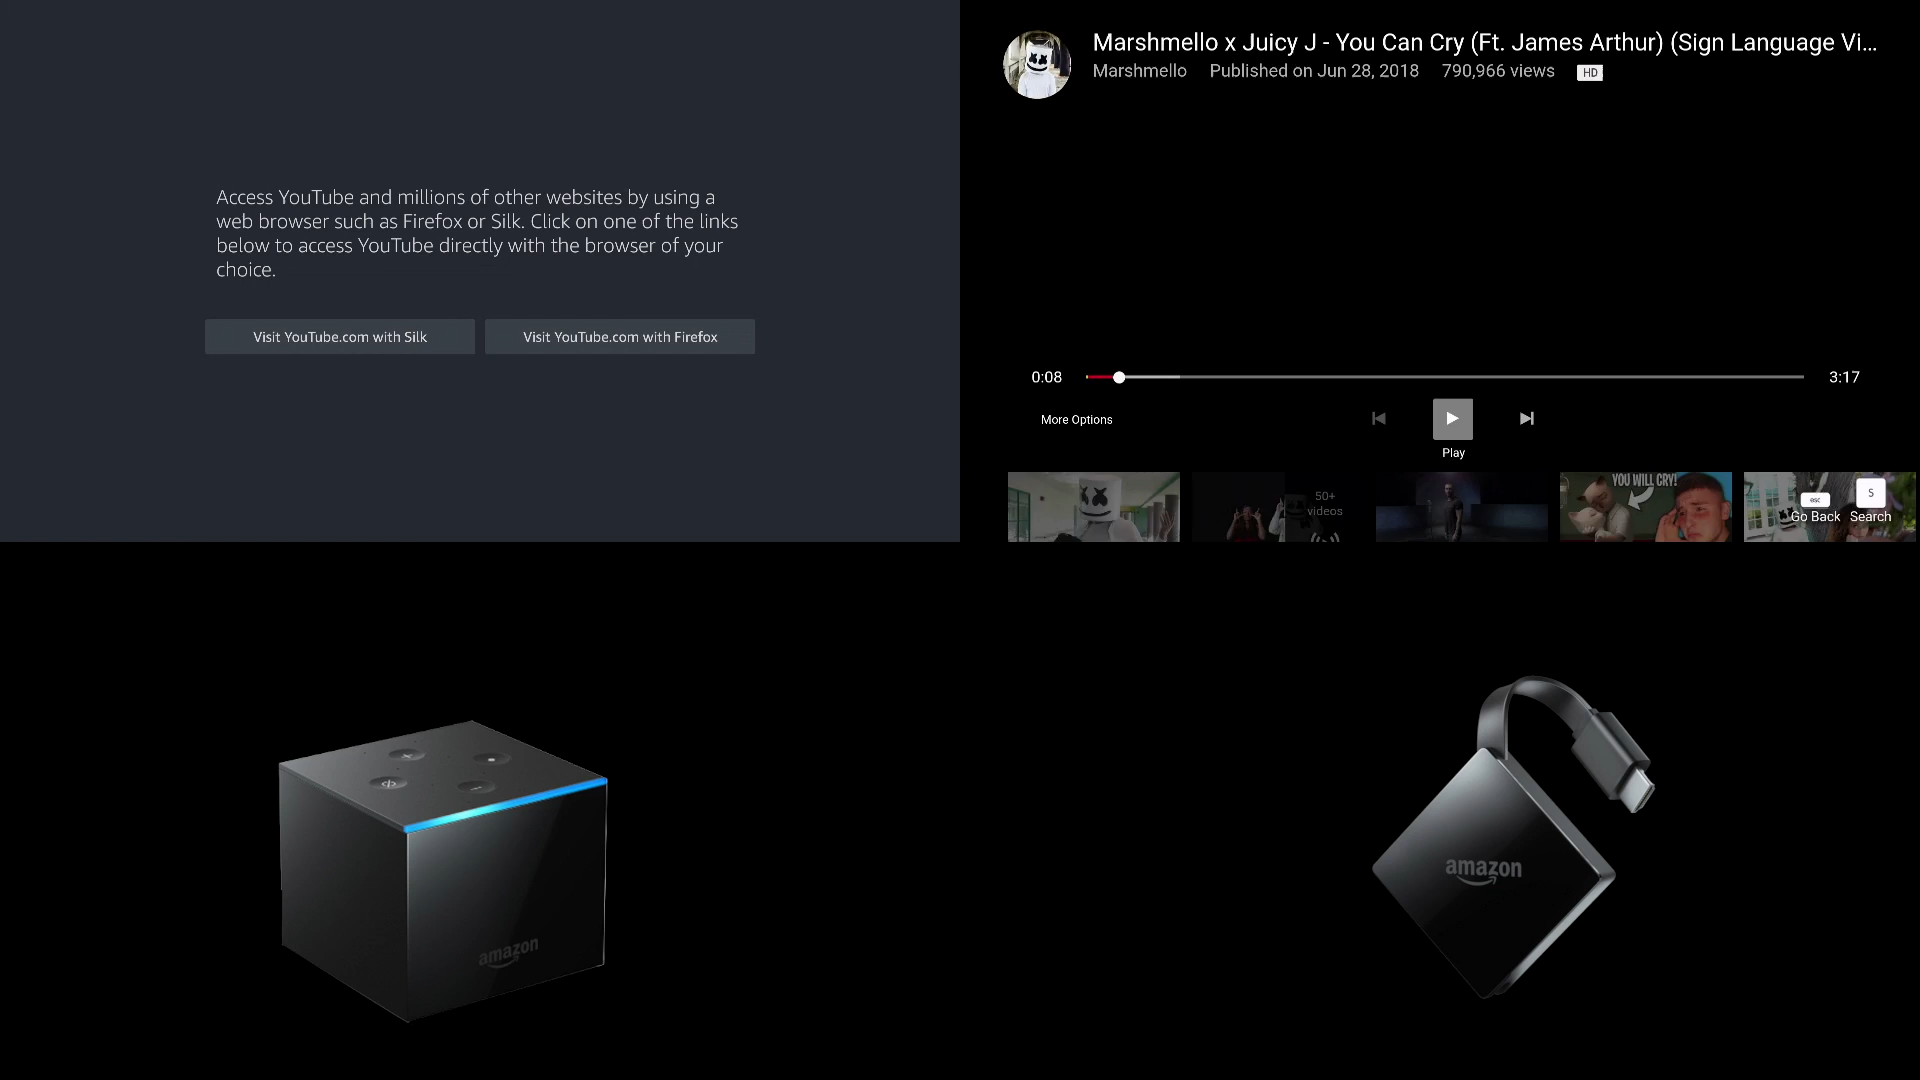 Access YouTube and millions of other websites by using a
web browser such as Firefox or Silk. Click on one of the links
below to access YouTube directly with the browser of your
choice.
Visit YouTube.com with Silk
Visit YouTube.com with Firefox
Marshmello x Juicy J - You Can Cry (Ft. James Arthur) (Sign Language Vi...
Marshmello Published on Jun 28, 2018 790,966 views HD
0:08
3:17
More Options
Play
50+
videos
YOU WILL CRY!
esc
S
Go Back
Search
amazon
amazon